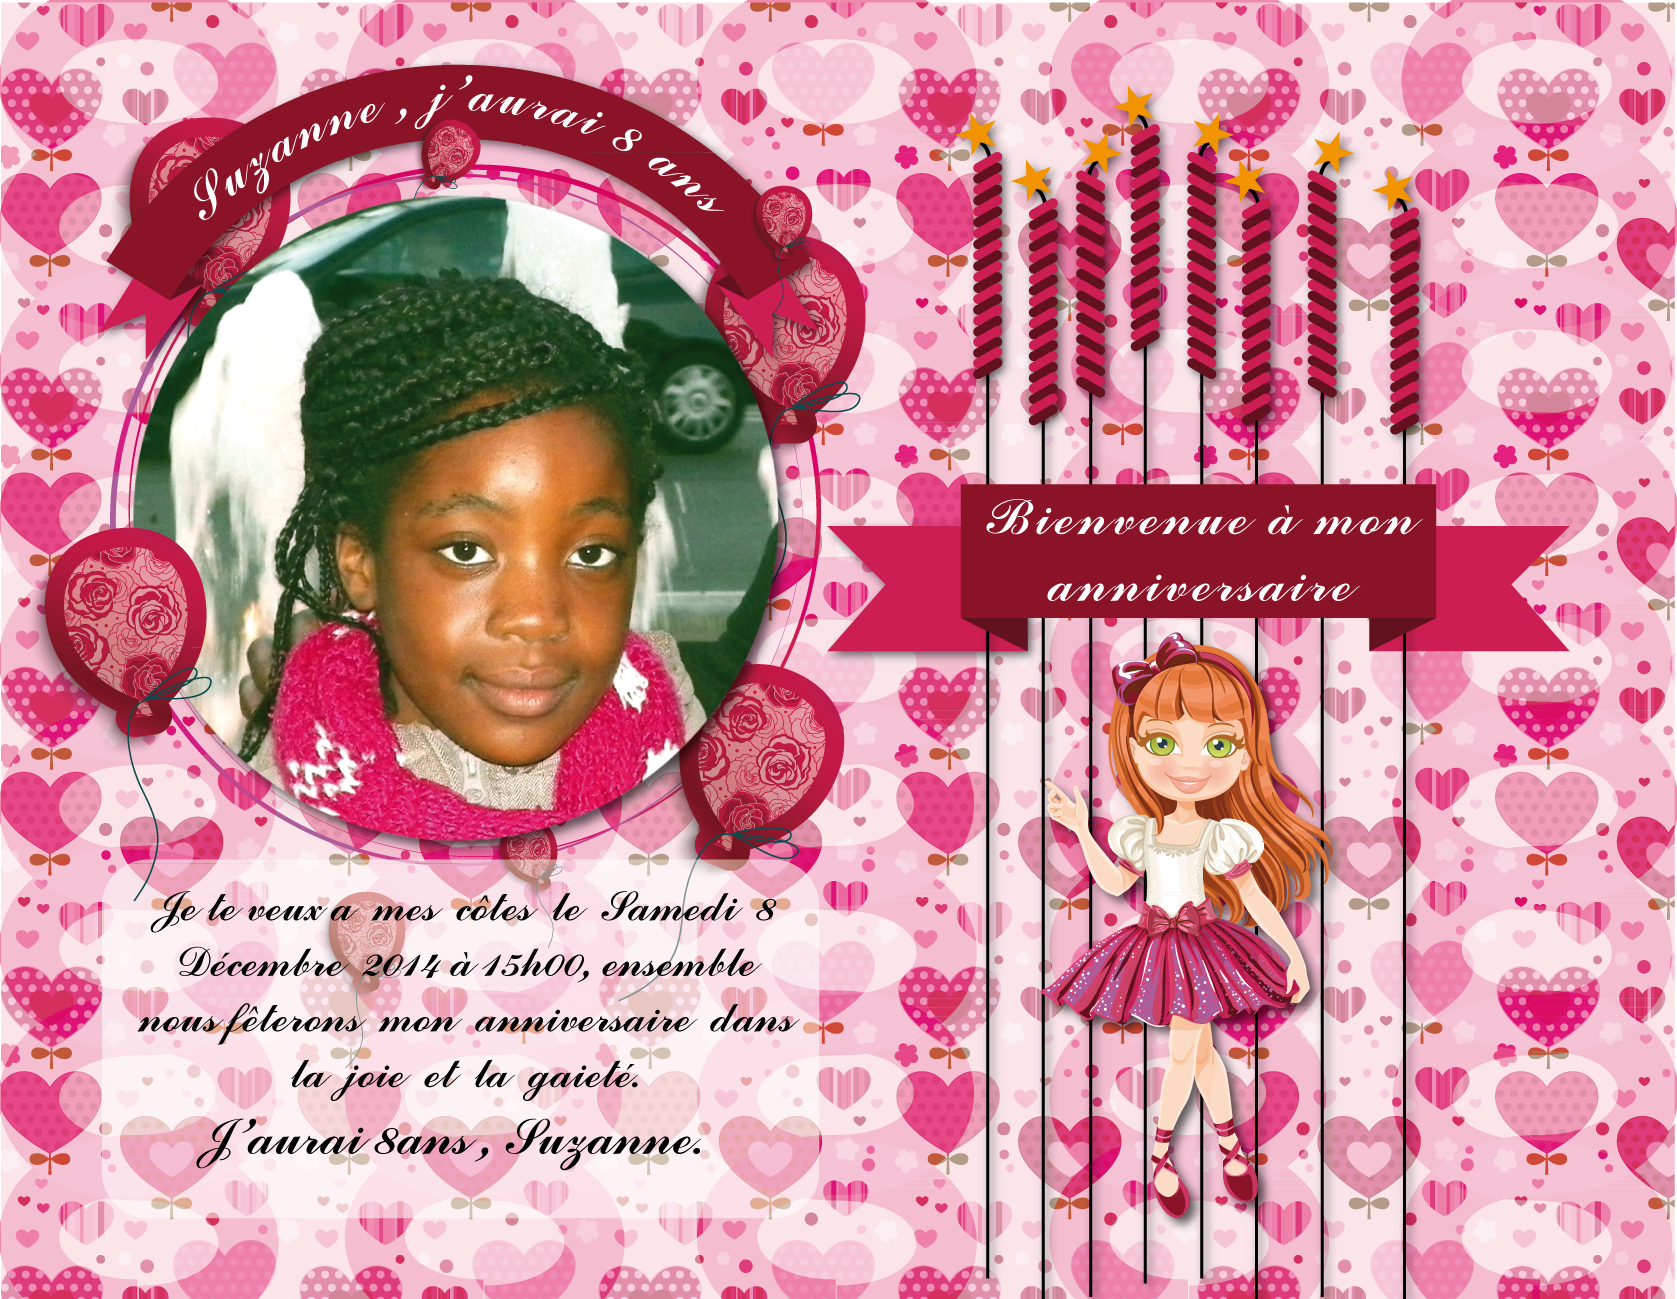 Suzanne , j'aurai 8 ans
Bienvenue à mon
anniversaire
Je te veux a mes côtes le Samedi 8
Décembre 2014 à 15h00, ensemble
nous fêterons mon anniversaire dans
la joie et la gaieté.
J'aurai 8ans , Suzanne.